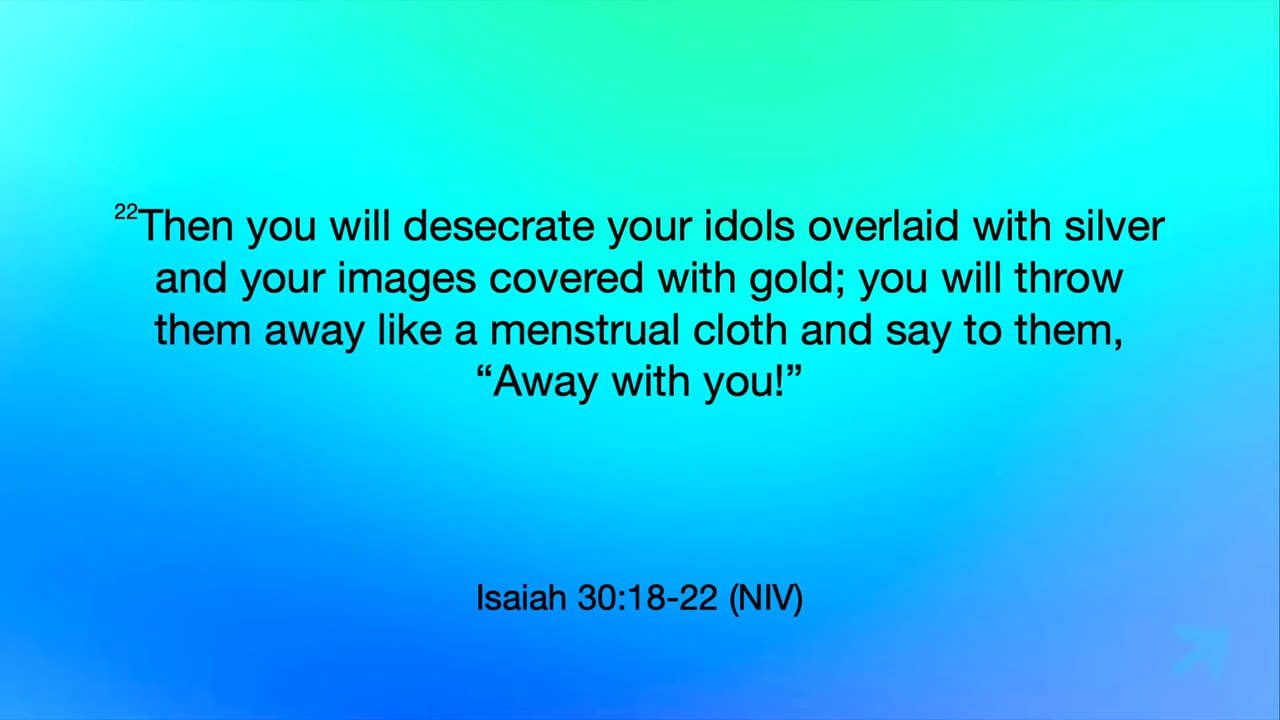 22Then you will desecrate your idols overlaid with silver
and your images covered with gold; you will throw
them away like a menstrual cloth and say to them,
“Away with you!”
Isaiah 30:18-22 (NIV)